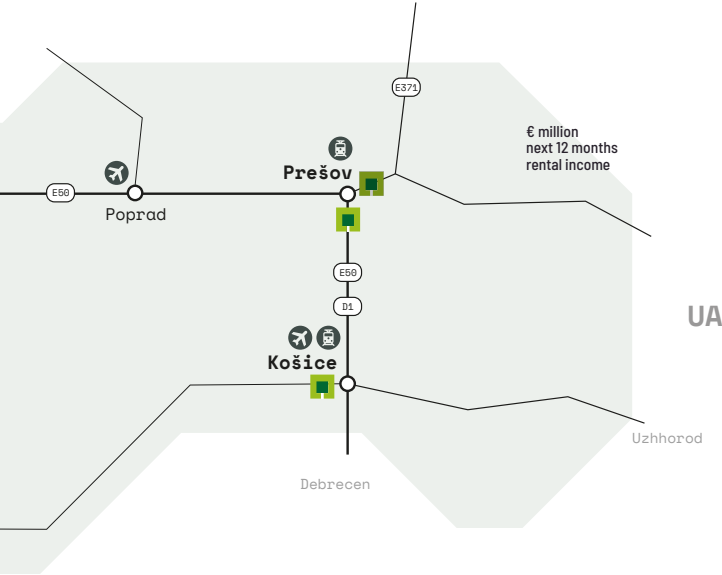 E371
€ million
next 12 months
rental income
Prešov
E50
Poprad
E50
D1
UA
Košice
Uzhhorod
Debrecen